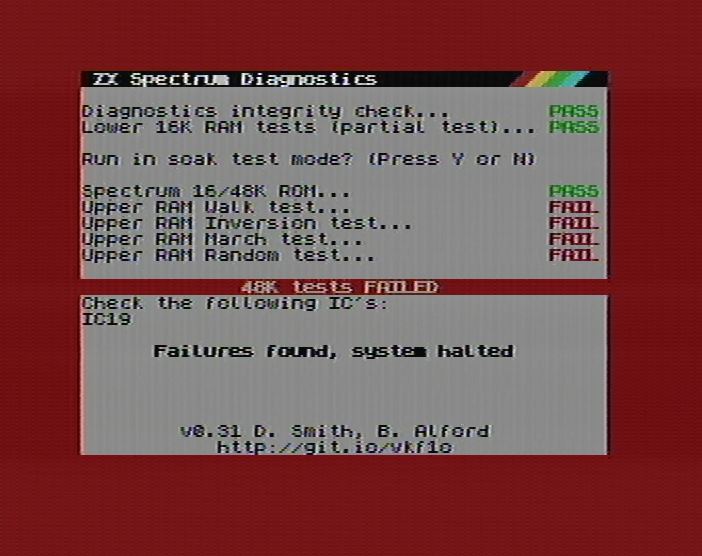 ZX Spectrum Diagnostics
Diagnostics integrity check... PASS
Lower 16K RAM tests (partial test)... PASS
Run in soak test mode? (Press Y or N)
Spectrum 16/48K ROM... PASS
Upper RAM Walk test... FAIL
Upper RAM Inversion test... FAIL
Upper RAM March test... FAIL
Upper RAM Random test... FAIL
48K tests FAILED
Check the following IC's:
IC19
Failures found, system halted
v0.31 D. Smith, B. Alford
http://git.io/vkf1o